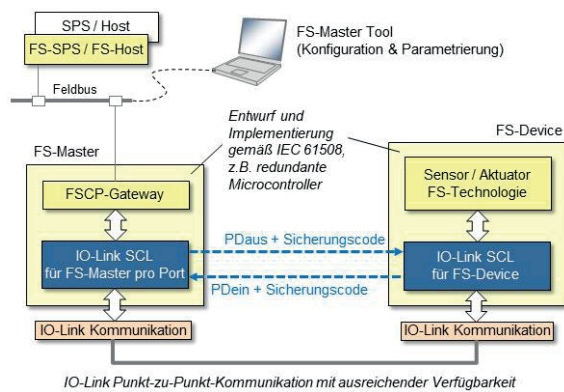 SPS / Host
FS-SPS / FS-Host
FS-Master Tool
(Konfiguration & Parametrierung)
Feldbus
Entwurf und
Implementierung
gemäß IEC 61508,
z.B. redundante
Microcontroller
FS-Master
FS-Device
FSCP-Gateway
Sensor / Aktuator
FS-Technologie
IO-Link SCL
für FS-Master pro Port
PDaus + Sicherungscode
PDein + Sicherungscode
IO-Link SCL
für FS-Device
IO-Link Kommunikation
IO-Link Kommunikation
IO-Link Punkt-zu-Punkt-Kommunikation mit ausreichender Verfügbarkeit